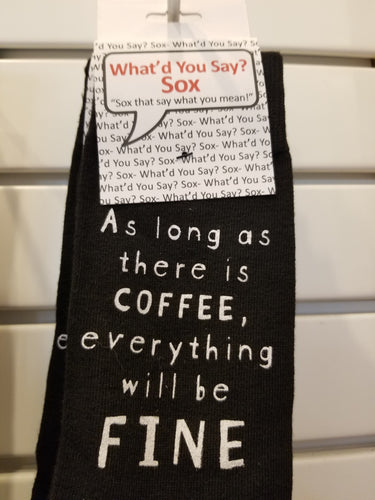 What'd You Say?
Sox
"Sox that say what you mean!"
As long as
there is
COFFEE,
everything
will be
FINE